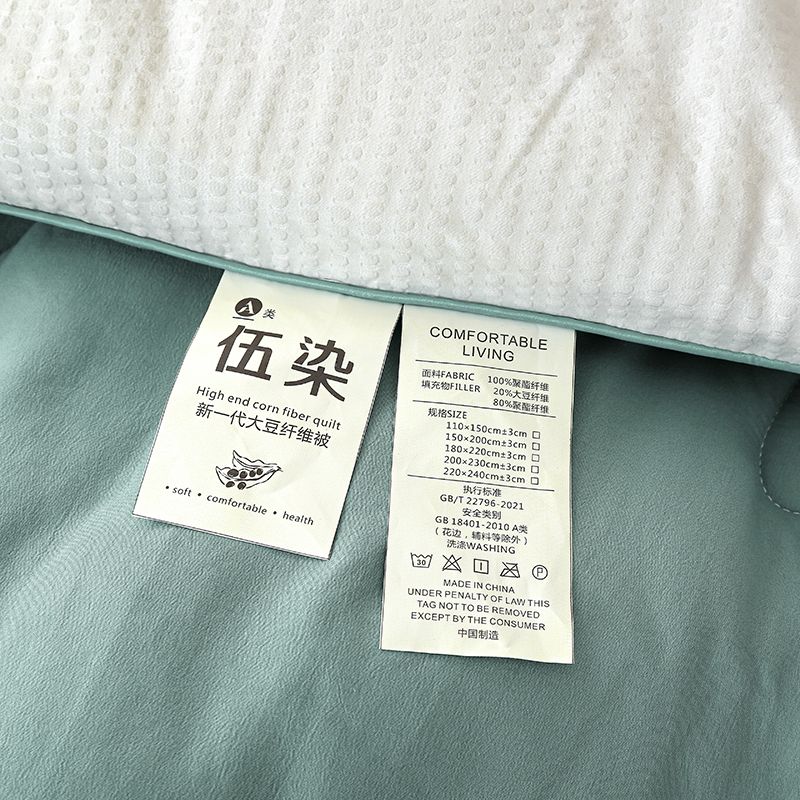 A类
伍染
High end corn fiber quilt
新一代大豆纤维被
• soft • comfortable • health
COMFORTABLE
LIVING
面料FABRIC 100%聚酯纤维
填充物FILLER 20%大豆纤维
80%聚酯纤维
规格SIZE
110×150cm±3cm □
150×200cm±3cm □
180×220cm±3cm □
200×230cm±3cm □
220×240cm±3cm □
执行标准
GB/T 22796-2021
安全类别
GB 18401-2010 A类
（花边，辅料等除外）
洗涤WASHING
30 P
MADE IN CHINA
UNDER PENALTY OF LAW THIS
TAG NOT TO BE REMOVED
EXCEPT BY THE CONSUMER
中国制造